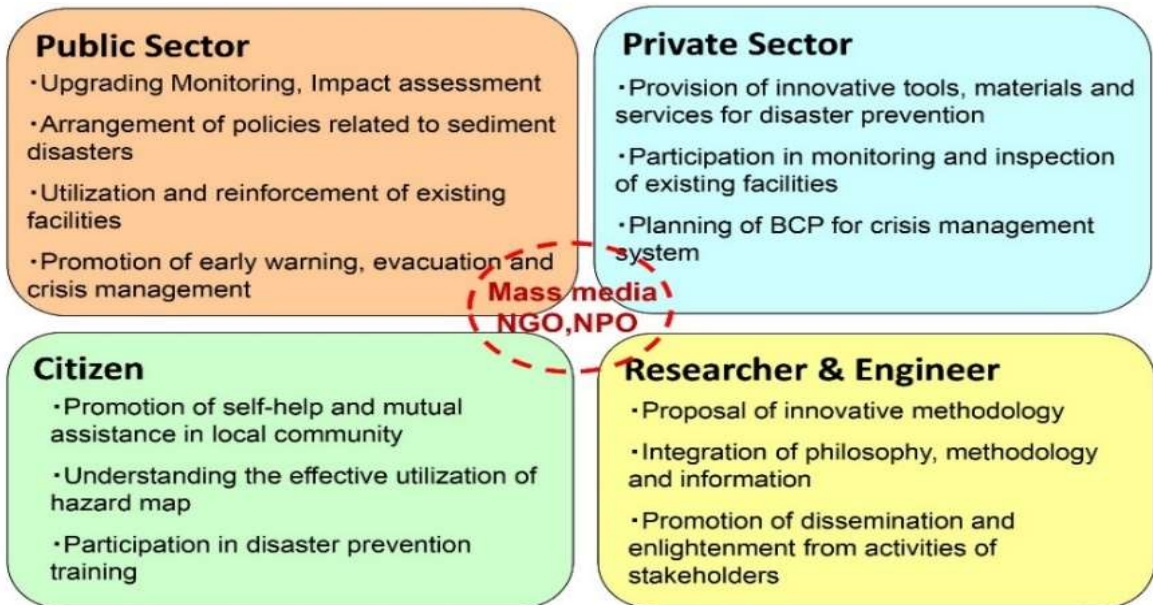 Public Sector
・Upgrading Monitoring, Impact assessment
・Arrangement of policies related to sediment
disasters
・Utilization and reinforcement of existing
facilities
・Promotion of early warning, evacuation and
crisis management
Private Sector
・Provision of innovative tools, materials and
services for disaster prevention
・Participation in monitoring and inspection
of existing facilities
・Planning of BCP for crisis management
system
Mass media
NGO,NPO
Citizen
・Promotion of self-help and mutual
assistance in local community
・Understanding the effective utilization of
hazard map
・Participation in disaster prevention
training
Researcher & Engineer
・Proposal of innovative methodology
・Integration of philosophy, methodology
and information
・Promotion of dissemination and
enlightenment from activities of
stakeholders